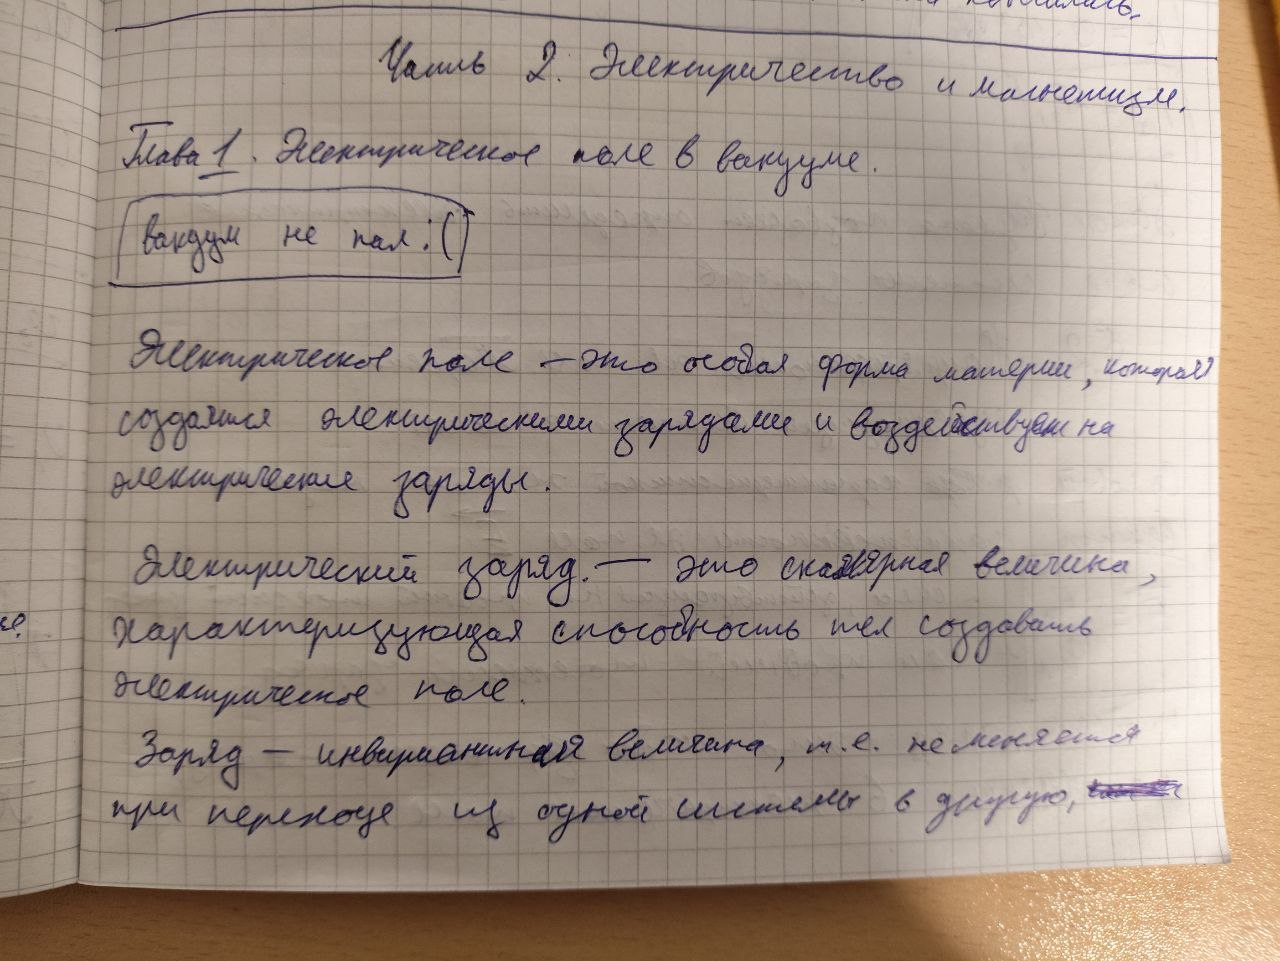 Часть 2. Электричество и магнетизм.
Глава 1. Электрическое поле в вакууме.
вакуум не пал :(
Электрическое поле — это особая форма материи, которая
создаётся электрическими зарядами и воздействует на
электрические заряды.
Электрический заряд. — это скалярная величина,
характеризующая способность тел создавать
электрическое поле.
Заряд — инвариантная величина, т.е. не меняется
при переходе из одной системы в другую,